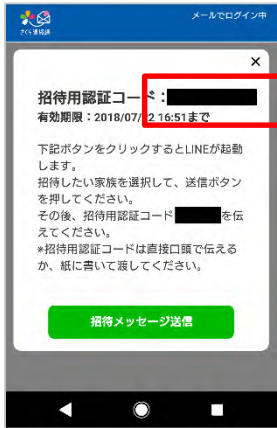 メールでログイン中
さくら連絡網
×
招待用認証コード：
有効期限：2018/07/12 16:51まで
下記ボタンをクリックするとLINEが起動
します。
招待したい家族を選択して、送信ボタン
を押してください。
その後、招待用認証コード
を伝
えてください。
*招待用認証コードは直接口頭で伝える
か、紙に書いて渡してください。
招待メッセージ送信